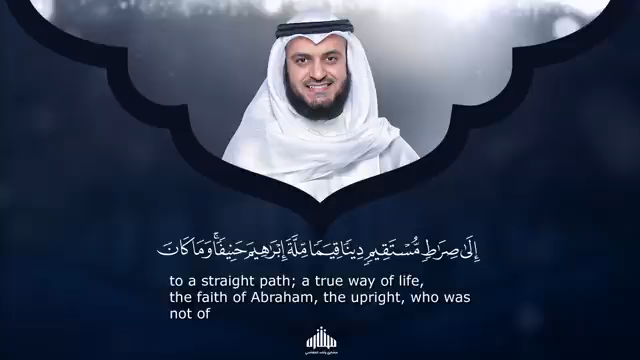 إِلَىٰ صِرَٰطٍ مُّسْتَقِيمٍ دِينًا قِيَمًا مِّلَّةَ إِبْرَٰهِيمَ حَنِيفًا ۚ وَمَا كَانَ
to a straight path; a true way of life,
the faith of Abraham, the upright, who was
not of